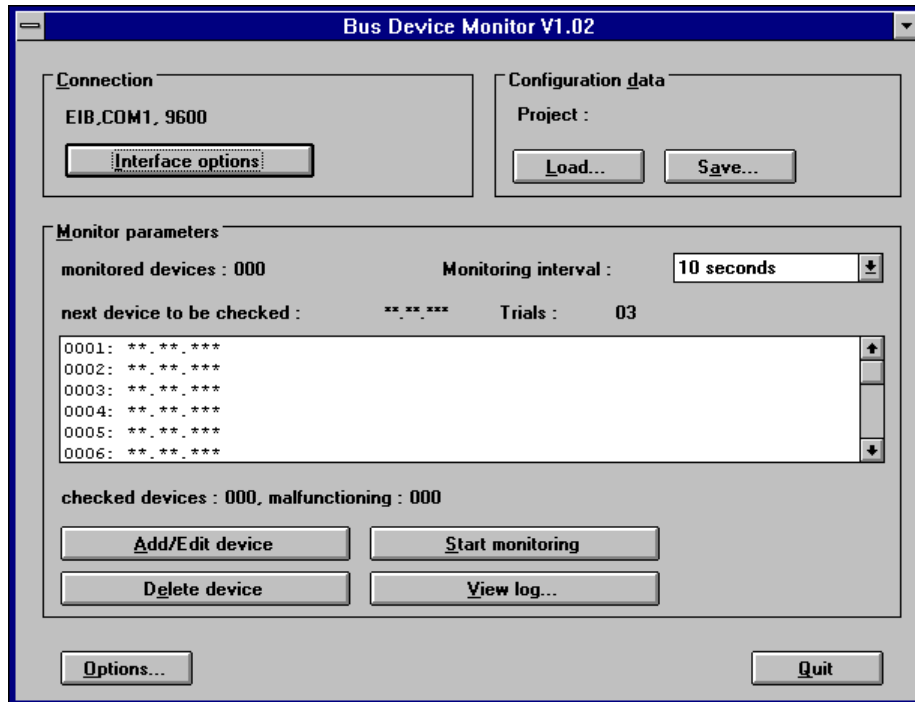 Bus Device Monitor V1.02
Connection
EIB,COM1, 9600
Interface options
Configuration data
Project :
Load...
Save...
Monitor parameters
monitored devices : 000
Monitoring interval :
10 seconds
next device to be checked :
**.**.***
Trials :
03
0001: **.**.***
0002: **.**.***
0003: **.**.***
0004: **.**.***
0005: **.**.***
0006: **.**.***
checked devices : 000, malfunctioning : 000
Add/Edit device
Start monitoring
Delete device
View log...
Options...
Quit